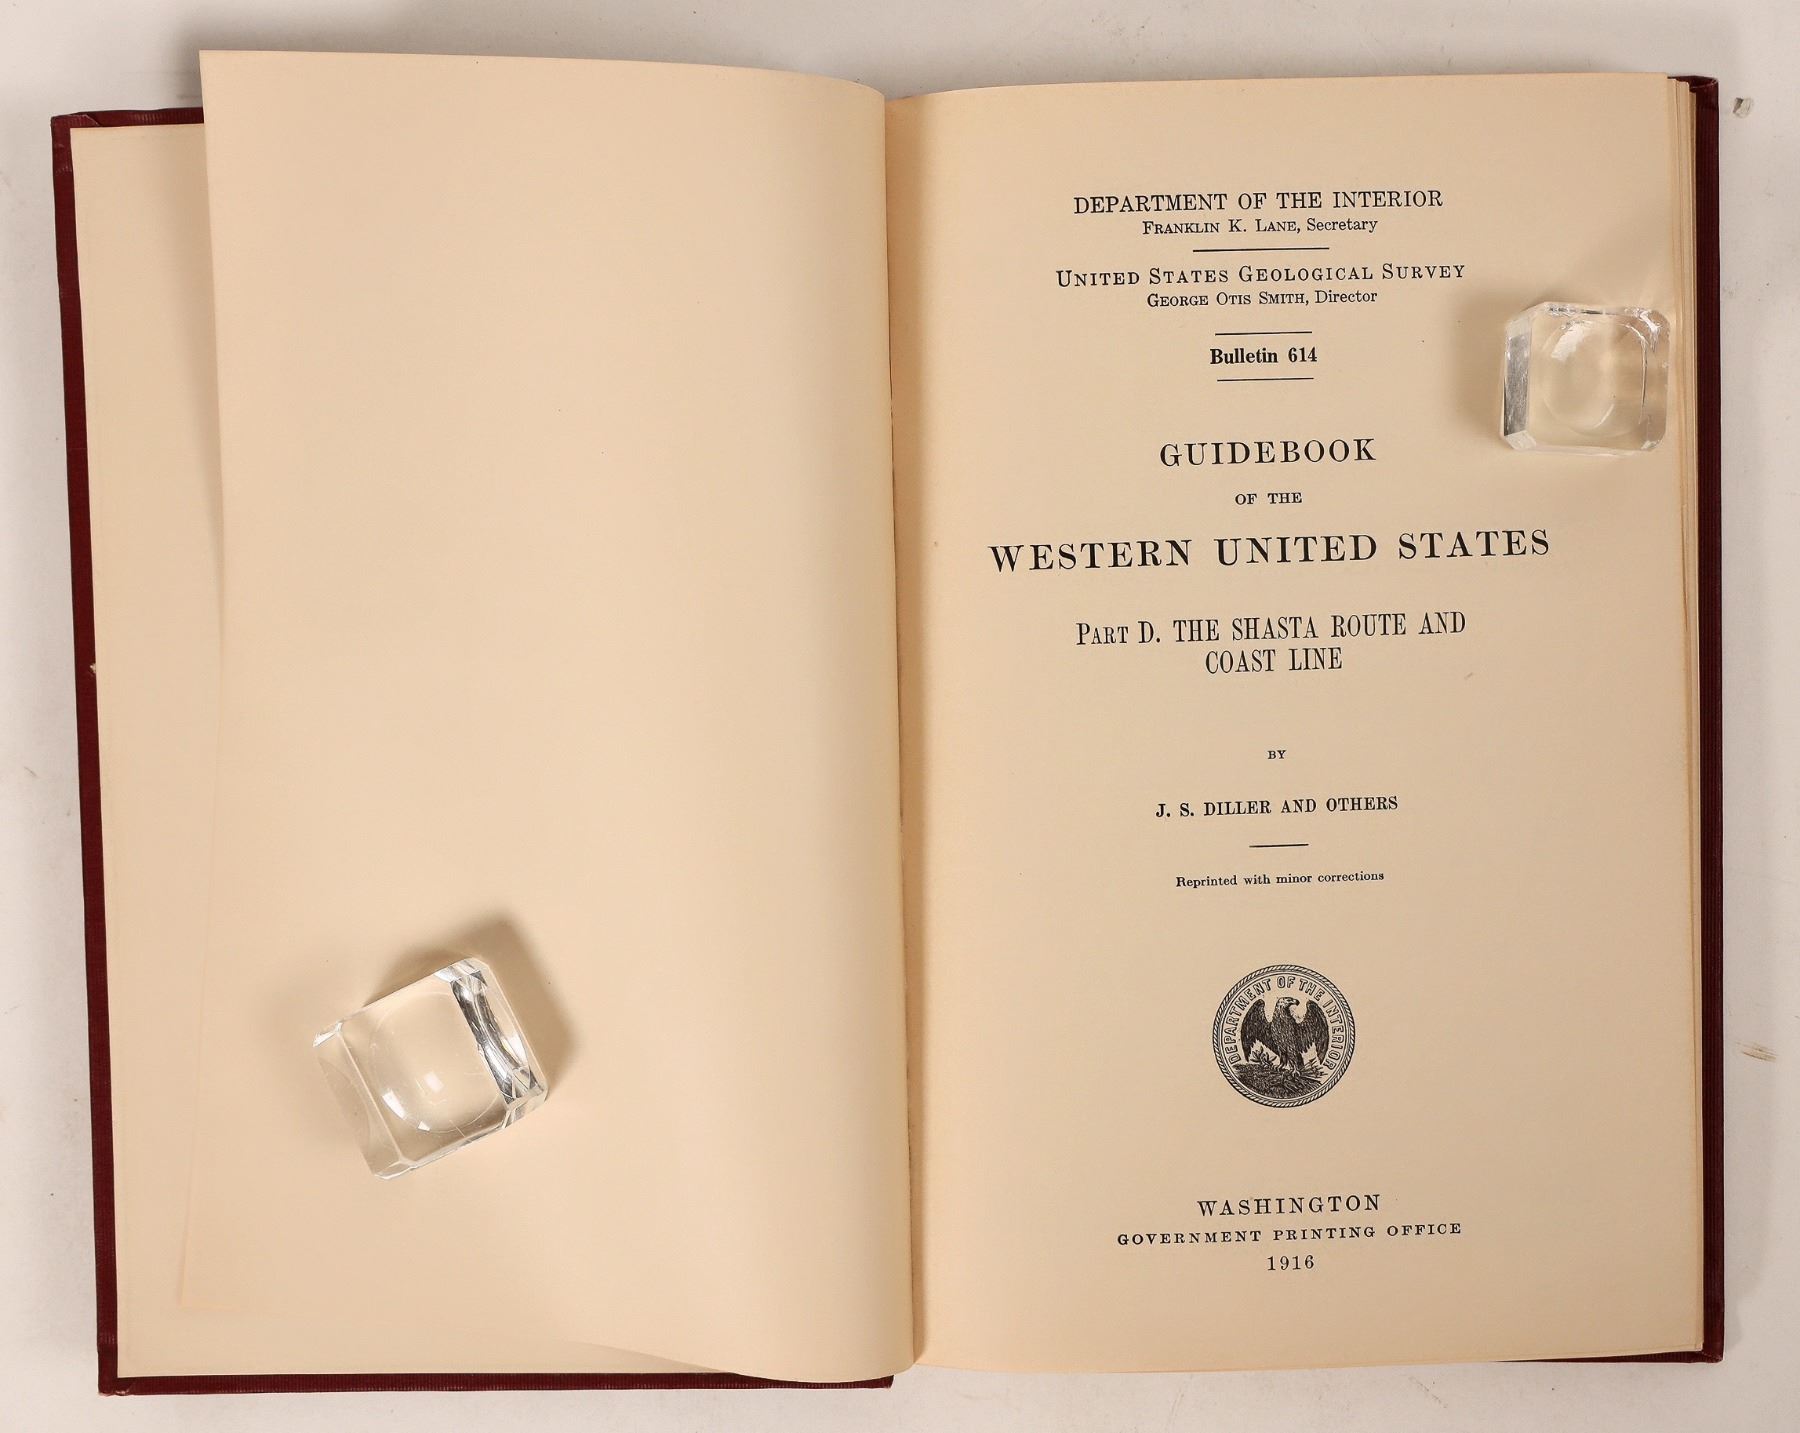 DEPARTMENT OF THE INTERIOR
FRANKLIN K. LANE, Secretary
UNITED STATES GEOLOGICAL SURVEY
GEORGE OTIS SMITH, Director
Bulletin 614
GUIDEBOOK
OF THE
WESTERN UNITED STATES
PART D. THE SHASTA ROUTE AND
COAST LINE
BY
J. S. DILLER AND OTHERS
Reprinted with minor corrections
DEPARTMENT OF THE INTERIOR
WASHINGTON
GOVERNMENT PRINTING OFFICE
1916